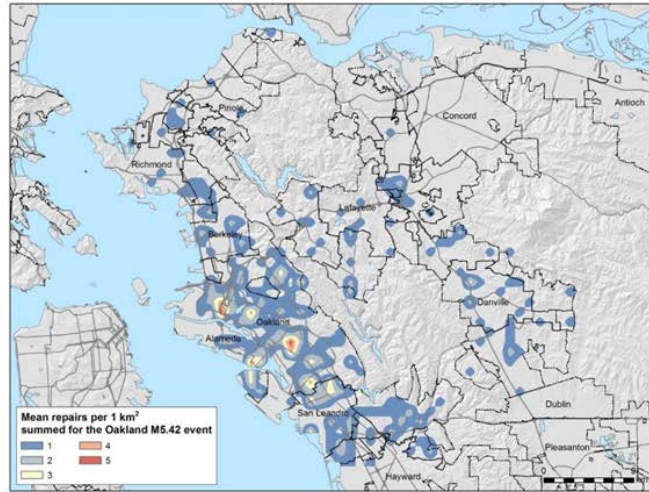 Pinole
Antioch
Concord
Richmond
Lafayette
Berkeley
Danville
Oakland
Alameda
San Leandro
Dublin
Pleasanton
Hayward
Mean repairs per 1 km²
summed for the Oakland M5.42 event
1
4
2
5
3
0